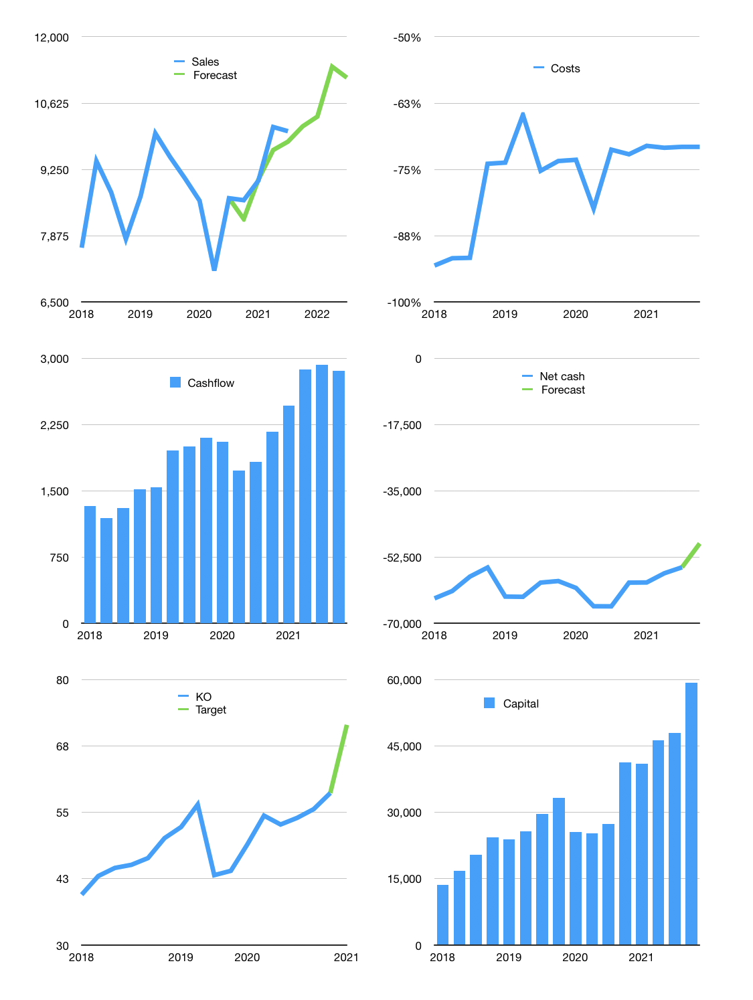 12,000
10,625
9,250
7,875
6,500
Sales
Forecast
2018 2019 2020 2021 2022
-50%
-63%
-75%
-88%
-100%
Costs
2018 2019 2020 2021
3,000
2,250
1,500
750
0
Cashflow
2018 2019 2020 2021
0
-17,500
-35,000
-52,500
-70,000
Net cash
Forecast
2018 2019 2020 2021
80
68
55
43
30
KO
Target
2018 2019 2020 2021
60,000
45,000
30,000
15,000
0
Capital
2018 2019 2020 2021